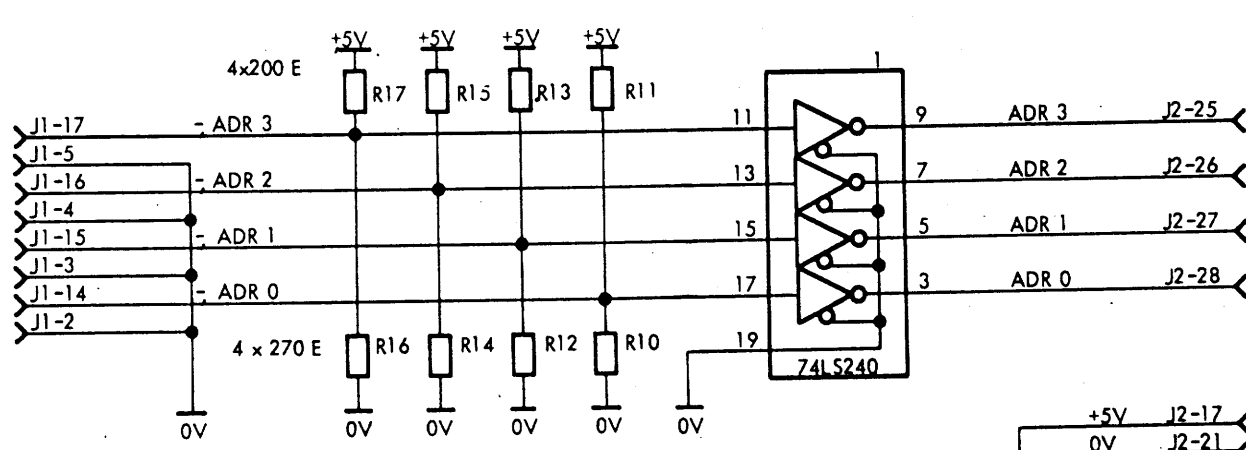 +5V +5V +5V +5V
4x200 E
R17 R15 R13 R11
1
J1-17 - ADR 3 11 9 ADR 3 J2-25
J1-5
J1-16 - ADR 2 13 7 ADR 2 J2-26
J1-4
J1-15 - ADR 1 15 5 ADR 1 J2-27
J1-3
J1-14 - ADR 0 17 3 ADR 0 J2-28
J1-2
4 x 270 E R16 R14 R12 R10 19
74LS240
0V 0V 0V 0V 0V 0V
+5V J2-17
0V J2-21